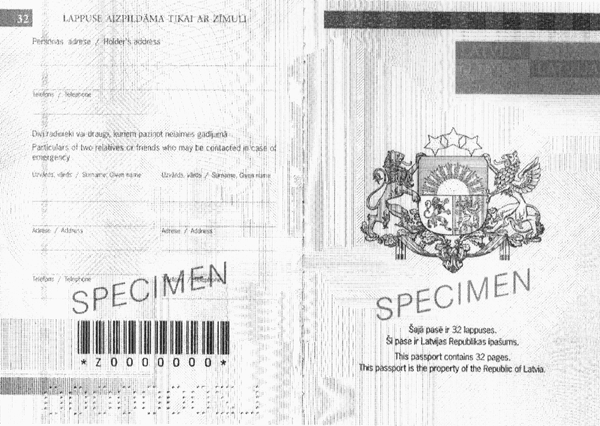 32 LAPPUSE AIZPILDĀMA TIKAI AR ZĪMULI
Personas adrese / Holder's address
Telefons / Telephone
Divi radinieki vai draugi, kuriem paziņot nelaimes gadījumā
Particulars of two relatives or friends who may be contacted in case of
emergency
Uzvārds, vārds / Surname, Given name Uzvārds, vārds / Surname, Given name
Adrese / Address Adrese / Address
Telefons / Telephone Telefons / Telephone
SPECIMEN
*Z0000000*
LATVIJA
SPECIMEN
Šajā pasē ir 32 lappuses.
Šī pase ir Latvijas Republikas īpašums.
This passport contains 32 pages.
This passport is the property of the Republic of Latvia.